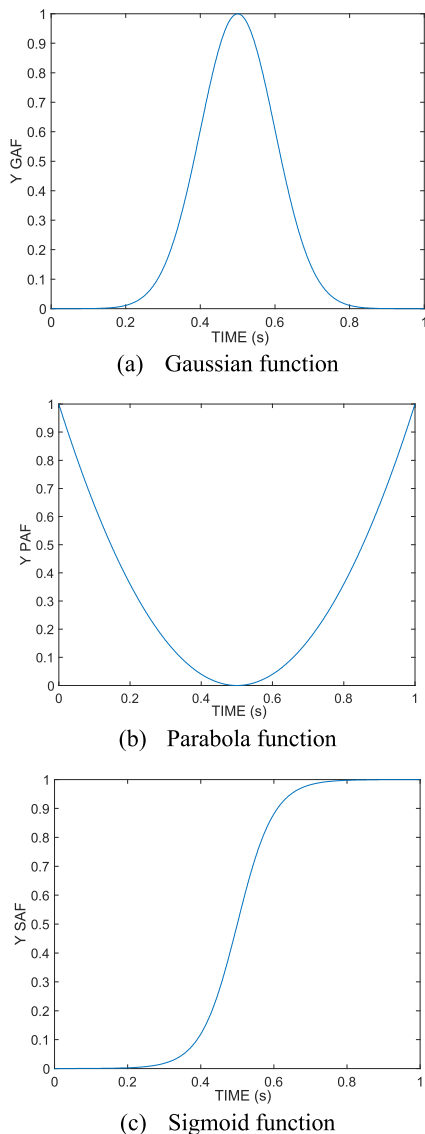 1
0.9
0.8
0.7
0.6
0.5
0.4
0.3
0.2
0.1
0
Y GAF
0 0.2 0.4 0.6 0.8 1
TIME (s)
(a) Gaussian function
1
0.9
0.8
0.7
0.6
0.5
0.4
0.3
0.2
0.1
0
Y PAF
0 0.2 0.4 0.6 0.8 1
TIME (s)
(b) Parabola function
1
0.9
0.8
0.7
0.6
0.5
0.4
0.3
0.2
0.1
0
Y SAF
0 0.2 0.4 0.6 0.8 1
TIME (s)
(c) Sigmoid function